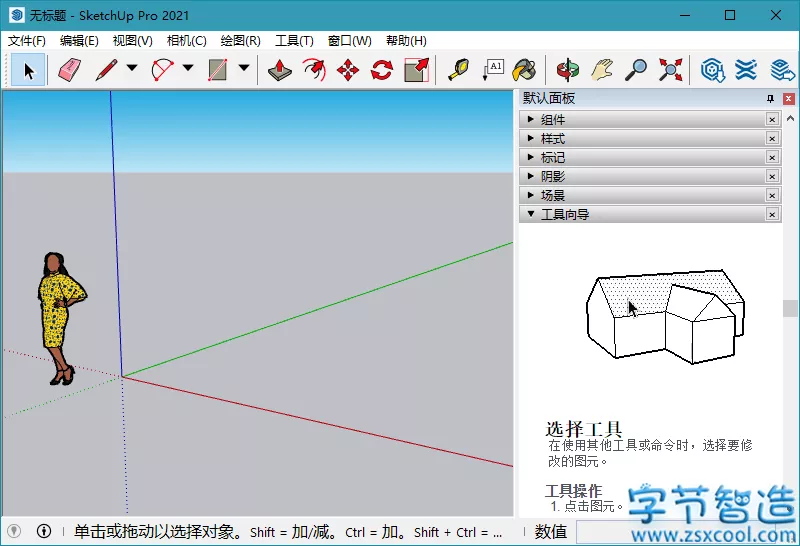 无标题 - SketchUp Pro 2021
文件(F) 编辑(E) 视图(V) 相机(C) 绘图(R) 工具(T) 窗口(W) 帮助(H)
A1
默认面板
组件
样式
标记
阴影
场景
工具向导
选择工具
在使用其他工具或命令时，选择要修
改的图元。
工具操作
1. 点击图元。
字节智造
www.zsxcool.com
单击或拖动以选择对象。Shift = 加/减。Ctrl = 加。Shift + Ctrl = ...
数值